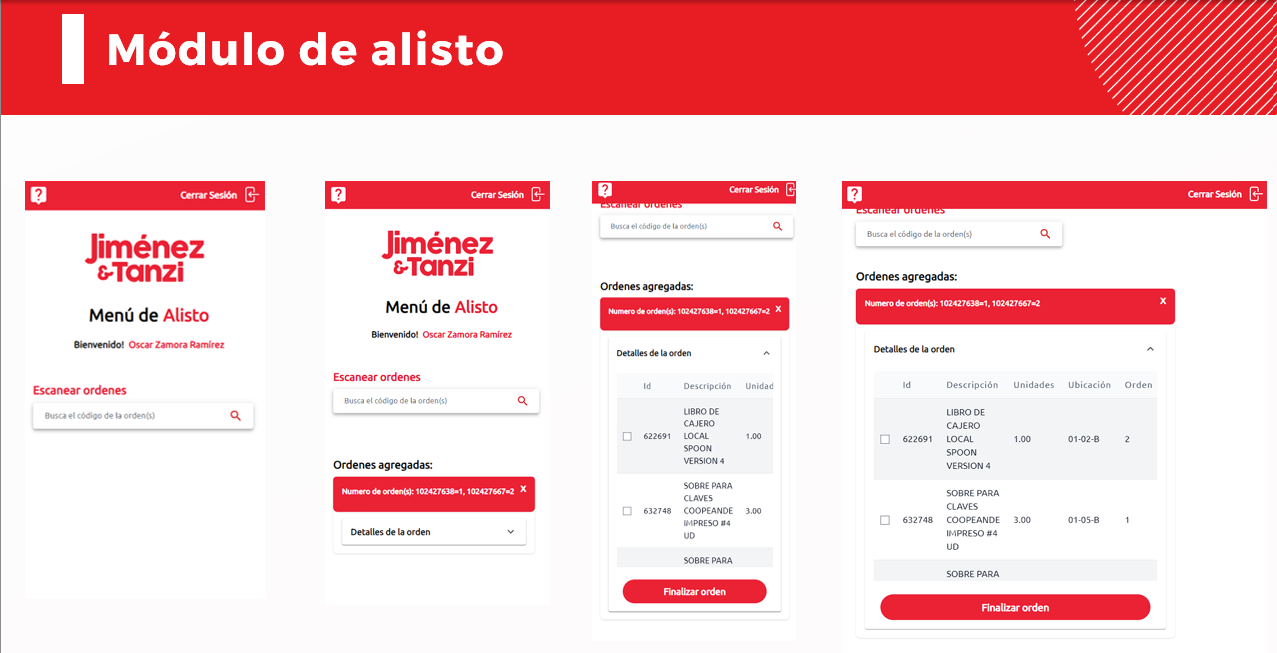 Módulo de alisto
? Cerrar Sesión
Jiménez
&Tanzi
Menú de Alisto
Bienvenido! Oscar Zamora Ramírez
Escanear ordenes
Busca el código de la orden(s)
? Cerrar Sesión
Jiménez
&Tanzi
Menú de Alisto
Bienvenido! Oscar Zamora Ramírez
Escanear ordenes
Busca el código de la orden(s)
Ordenes agregadas:
Numero de orden(s): 102427638=1, 102427667=2 X
Detalles de la orden
? Cerrar Sesión
Escanear ordenes
Busca el código de la orden(s)
Ordenes agregadas:
Numero de orden(s): 102427638=1, 102427667=2 X
Detalles de la orden
Id Descripción Unidad
622691 LIBRO DE
CAJERO
LOCAL
SPOON
VERSION 4 1.00
632748 SOBRE PARA
CLAVES
COOPEANDE
IMPRESO #4
UD 3.00
SOBRE PARA
Finalizar orden
? Cerrar Sesión
Escanear ordenes
Busca el código de la orden(s)
Ordenes agregadas:
Numero de orden(s): 102427638=1, 102427667=2 X
Detalles de la orden
Id Descripción Unidades Ubicación Orden
622691 LIBRO DE
CAJERO
LOCAL
SPOON
VERSION 4 1.00 01-02-B 2
632748 SOBRE PARA
CLAVES
COOPEANDE
IMPRESO #4
UD 3.00 01-05-B 1
SOBRE PARA
Finalizar orden